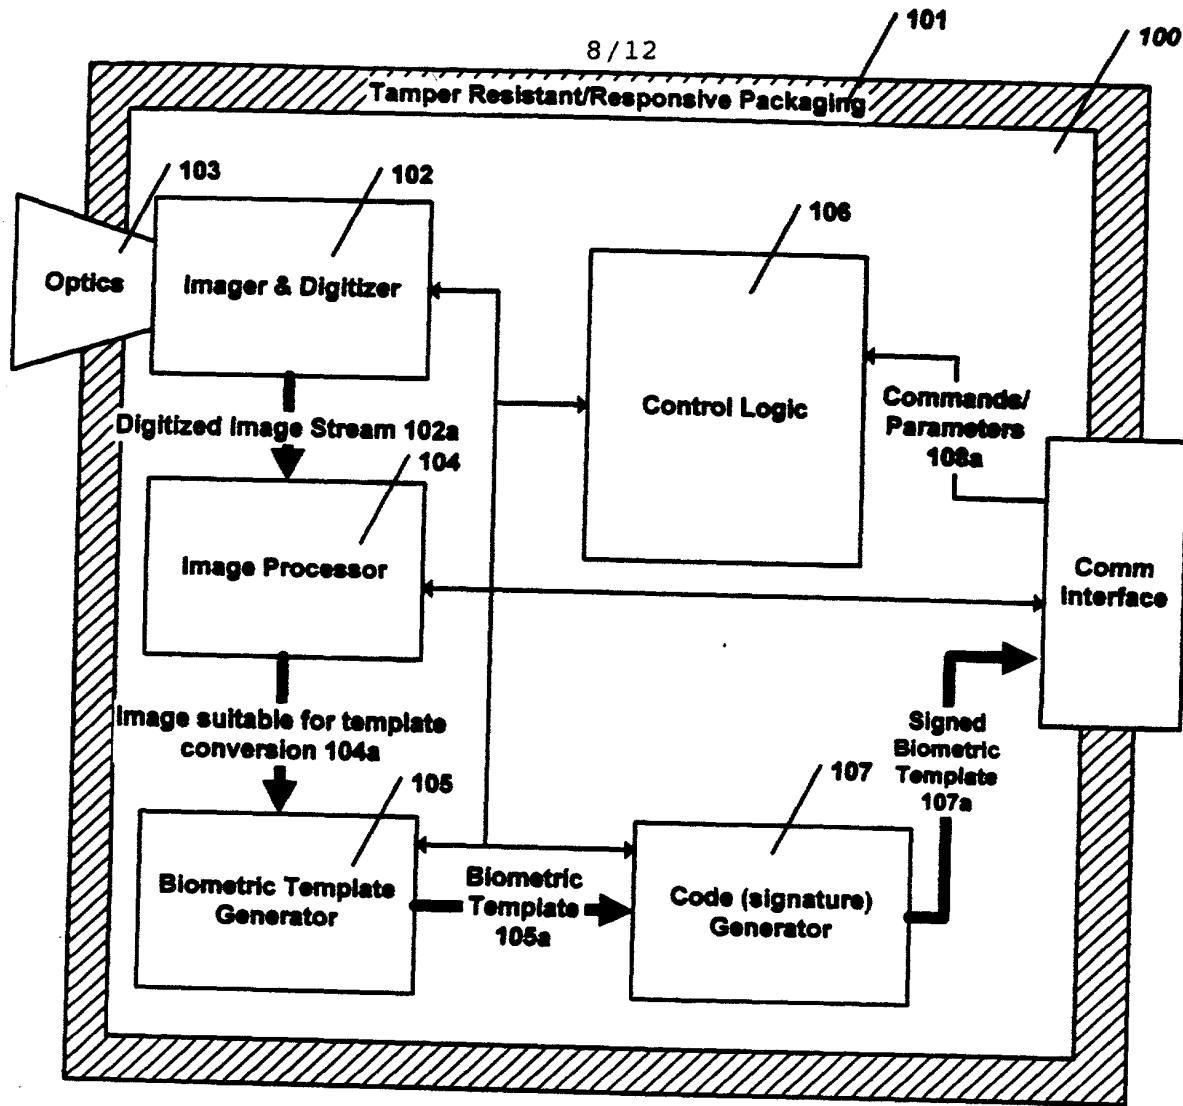 8/12
101
100
Tamper Resistant/Responsive Packaging
103
102
106
Optics
Imager & Digitizer
Control Logic
Commands/
Parameters
108a
Digitized Image Stream 102a
104
Image Processor
Comm
Interface
Image suitable for template
conversion 104a
Signed
Biometric
Template
107a
105
107
Biometric Template
Generator
Biometric
Template
105a
Code (signature)
Generator